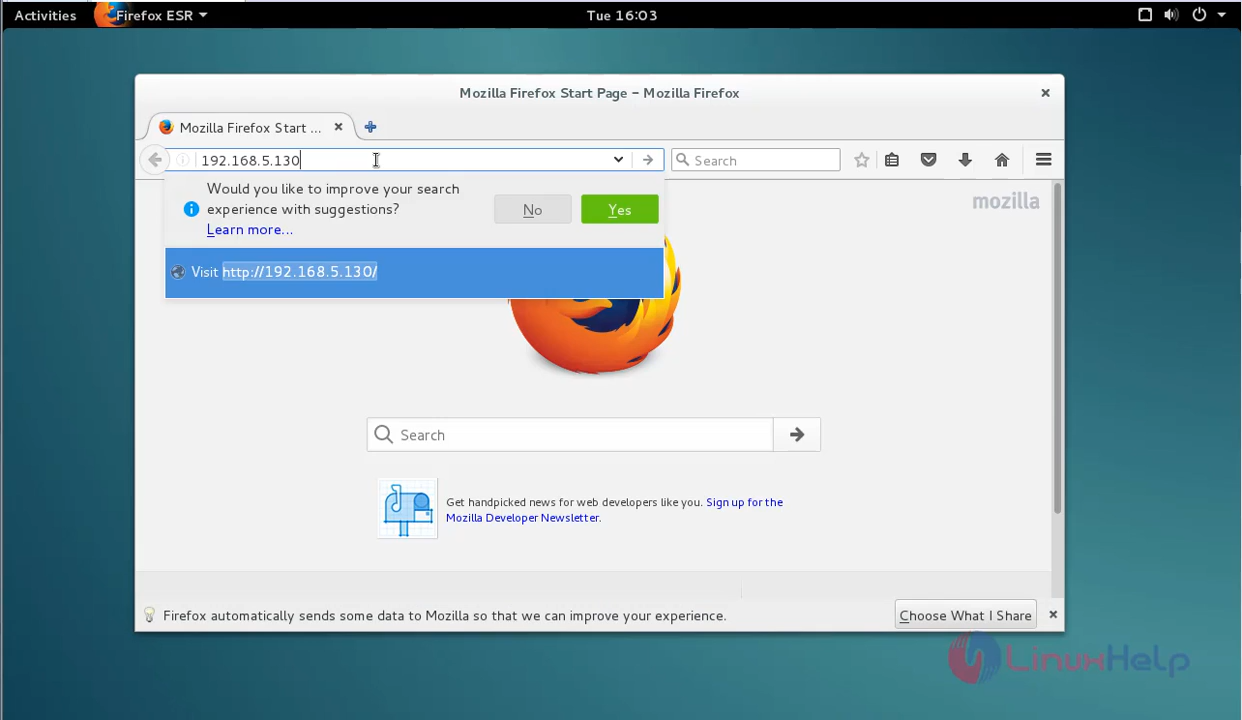 Activities Firefox ESR Tue 16:03
Mozilla Firefox Start Page – Mozilla Firefox
Mozilla Firefox Start ...
192.168.5.130 Search
Would you like to improve your search
experience with suggestions?
Learn more...
No Yes
mozilla
Visit http://192.168.5.130/
Search
Get handpicked news for web developers like you. Sign up for the
Mozilla Developer Newsletter.
Firefox automatically sends some data to Mozilla so that we can improve your experience. Choose What I Share
LinuxHelp